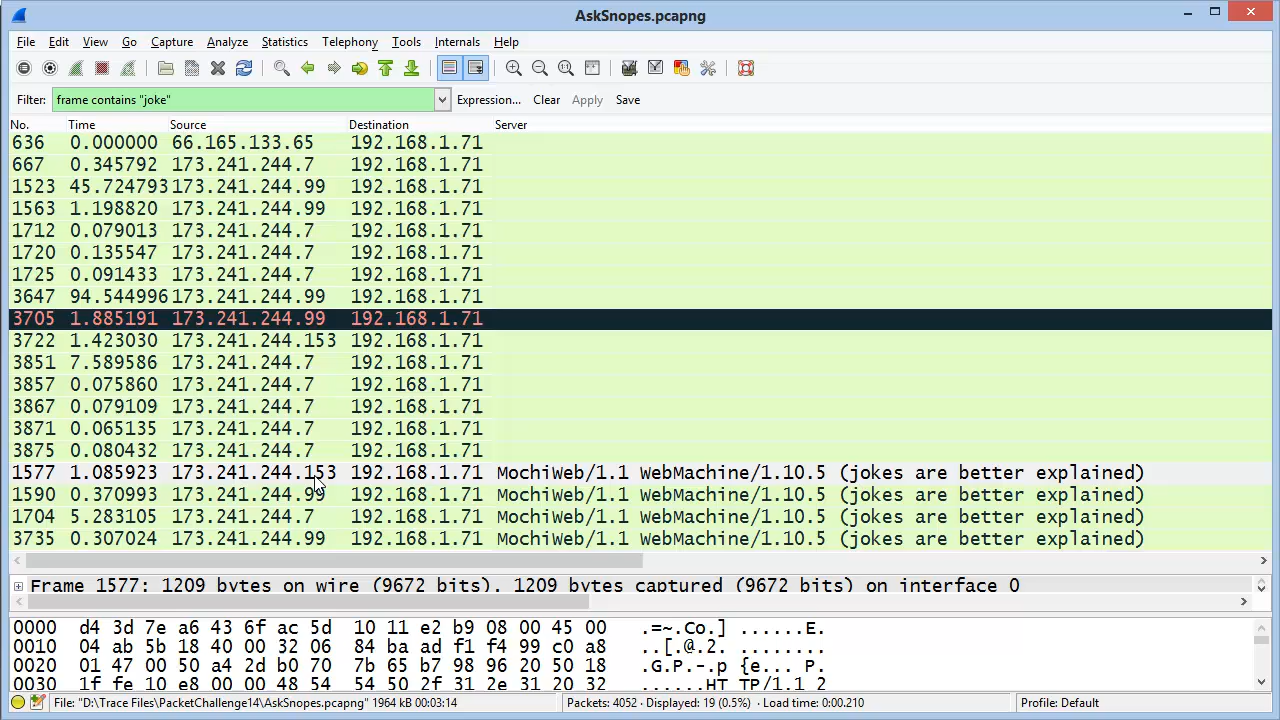 AskSnopes.pcapng
File Edit View Go Capture Analyze Statistics Telephony Tools Internals Help
Filter: frame contains "joke" Expression... Clear Apply Save
No. Time Source Destination Server
636 0.000000 66.165.133.65 192.168.1.71
667 0.345792 173.241.244.7 192.168.1.71
1523 45.724793 173.241.244.99 192.168.1.71
1563 1.198820 173.241.244.99 192.168.1.71
1712 0.079013 173.241.244.7 192.168.1.71
1720 0.135547 173.241.244.7 192.168.1.71
1725 0.091433 173.241.244.7 192.168.1.71
3647 94.544996 173.241.244.99 192.168.1.71
3705 1.885191 173.241.244.99 192.168.1.71
3722 1.423030 173.241.244.153 192.168.1.71
3851 7.589586 173.241.244.7 192.168.1.71
3857 0.075860 173.241.244.7 192.168.1.71
3867 0.079109 173.241.244.7 192.168.1.71
3871 0.065135 173.241.244.7 192.168.1.71
3875 0.080432 173.241.244.7 192.168.1.71
1577 1.085923 173.241.244.153 192.168.1.71 MochiWeb/1.1 WebMachine/1.10.5 (jokes are better explained)
1590 0.370993 173.241.244.99 192.168.1.71 MochiWeb/1.1 WebMachine/1.10.5 (jokes are better explained)
1704 5.283105 173.241.244.7 192.168.1.71 MochiWeb/1.1 WebMachine/1.10.5 (jokes are better explained)
3735 0.307024 173.241.244.99 192.168.1.71 MochiWeb/1.1 WebMachine/1.10.5 (jokes are better explained)
Frame 1577: 1209 bytes on wire (9672 bits), 1209 bytes captured (9672 bits) on interface 0
0000 d4 3d 7e a6 43 6f ac 5d 10 11 e2 b9 08 00 45 00 .=~.Co.] ......E.
0010 04 ab 5b 18 40 00 32 06 84 ba ad f1 f4 99 c0 a8 ..[.@.2. ........
0020 01 47 00 50 a4 2d b0 70 7b 65 b7 98 96 20 50 18 .G.P.-.p {e... P.
0030 1f fe 10 e8 00 00 48 54 54 50 2f 31 2e 31 20 32 ......HT TP/1.1 2
File: "D:\Trace Files\PacketChallenge14\AskSnopes.pcapng" 1964 kB 00:03:14 Packets: 4052 · Displayed: 19 (0.5%) · Load time: 0:00.210 Profile: Default